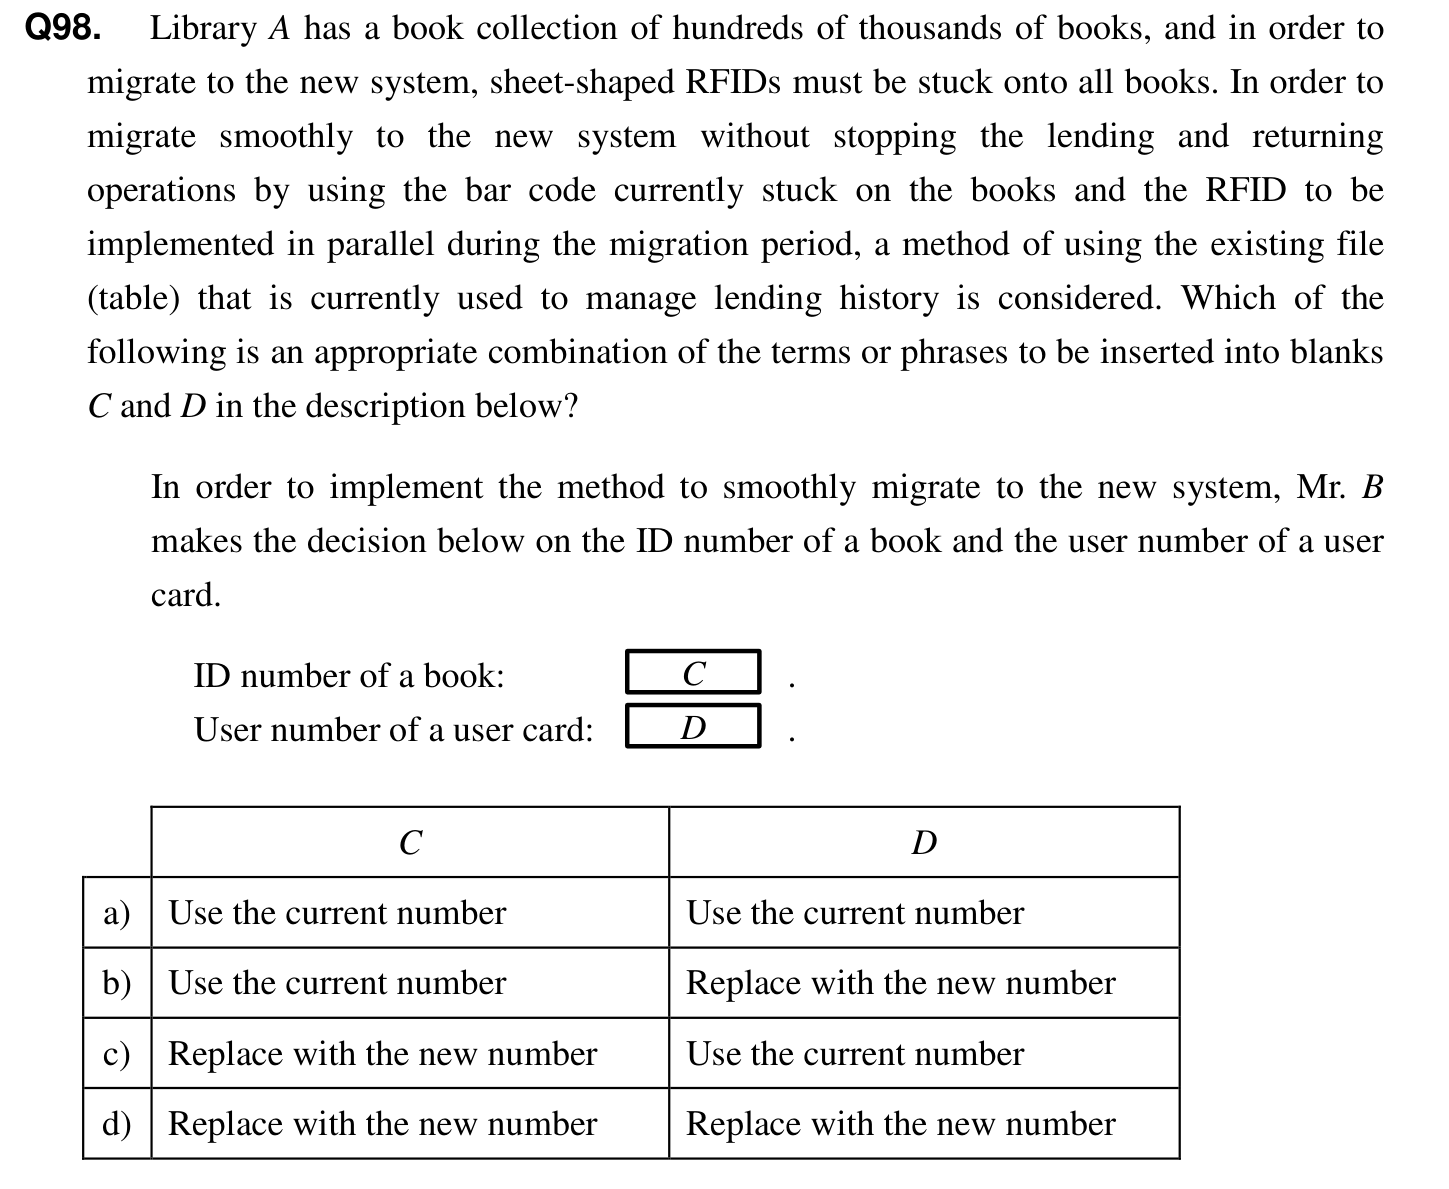 Q98. Library A has a book collection of hundreds of thousands of books, and in order to
migrate to the new system, sheet-shaped RFIDs must be stuck onto all books. In order to
migrate smoothly to the new system without stopping the lending and returning
operations by using the bar code currently stuck on the books and the RFID to be
implemented in parallel during the migration period, a method of using the existing file
(table) that is currently used to manage lending history is considered. Which of the
following is an appropriate combination of the terms or phrases to be inserted into blanks
C and D in the description below?
In order to implement the method to smoothly migrate to the new system, Mr. B
makes the decision below on the ID number of a book and the user number of a user
card.
ID number of a book: C .
User number of a user card: D .
C D
a) Use the current number Use the current number
b) Use the current number Replace with the new number
c) Replace with the new number Use the current number
d) Replace with the new number Replace with the new number